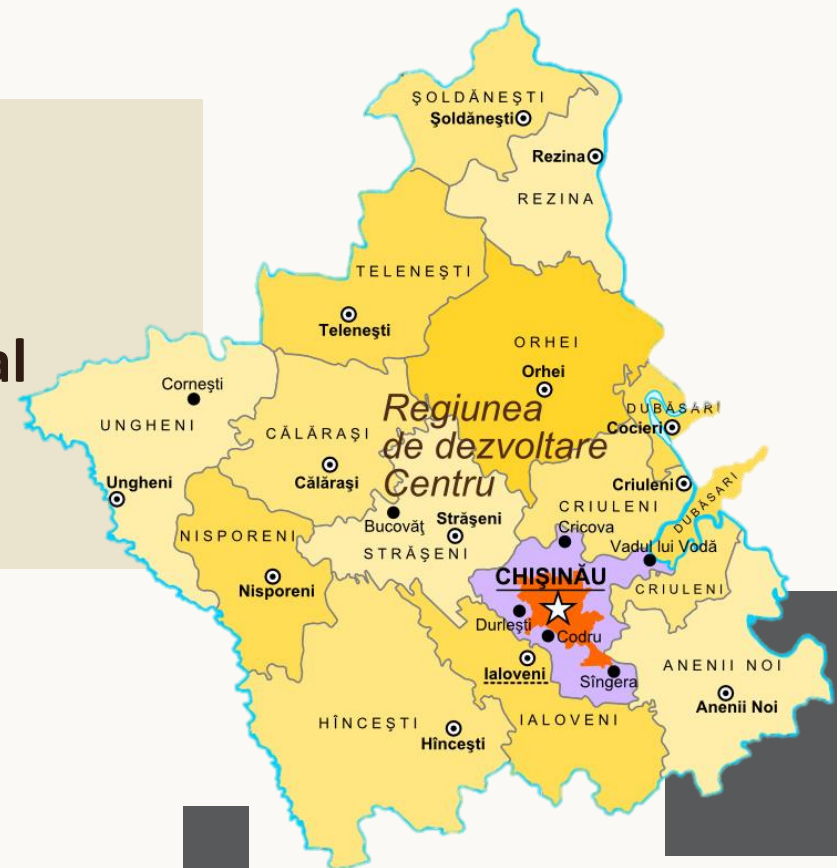 ŞOLDĂNEŞTI
Şoldăneşti
Rezina
REZINA
TELENEŞTI
Teleneşti
ORHEI
Orhei
al
Corneşti
UNGHENI
Ungheni
CĂLĂRAŞI
Călăraşi
Regiunea
de dezvoltare
Centru
DUBĂSARI
Cocieri
Criuleni
DUBĂSARI
CRIULENI
Bucovăţ
Străşeni
STRĂŞENI
Cricova
Vadul lui Vodă
NISPORENI
Nisporeni
CHIŞINĂU
CRIULENI
Durleşti
Codru
Sîngera
Ialoveni
IALOVENI
ANENII NOI
Anenii Noi
HÎNCEŞTI
Hînceşti